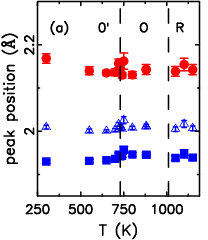 (a) O' O R
peak position (Å)
2.2
2
250 500 750 1000
T (K)